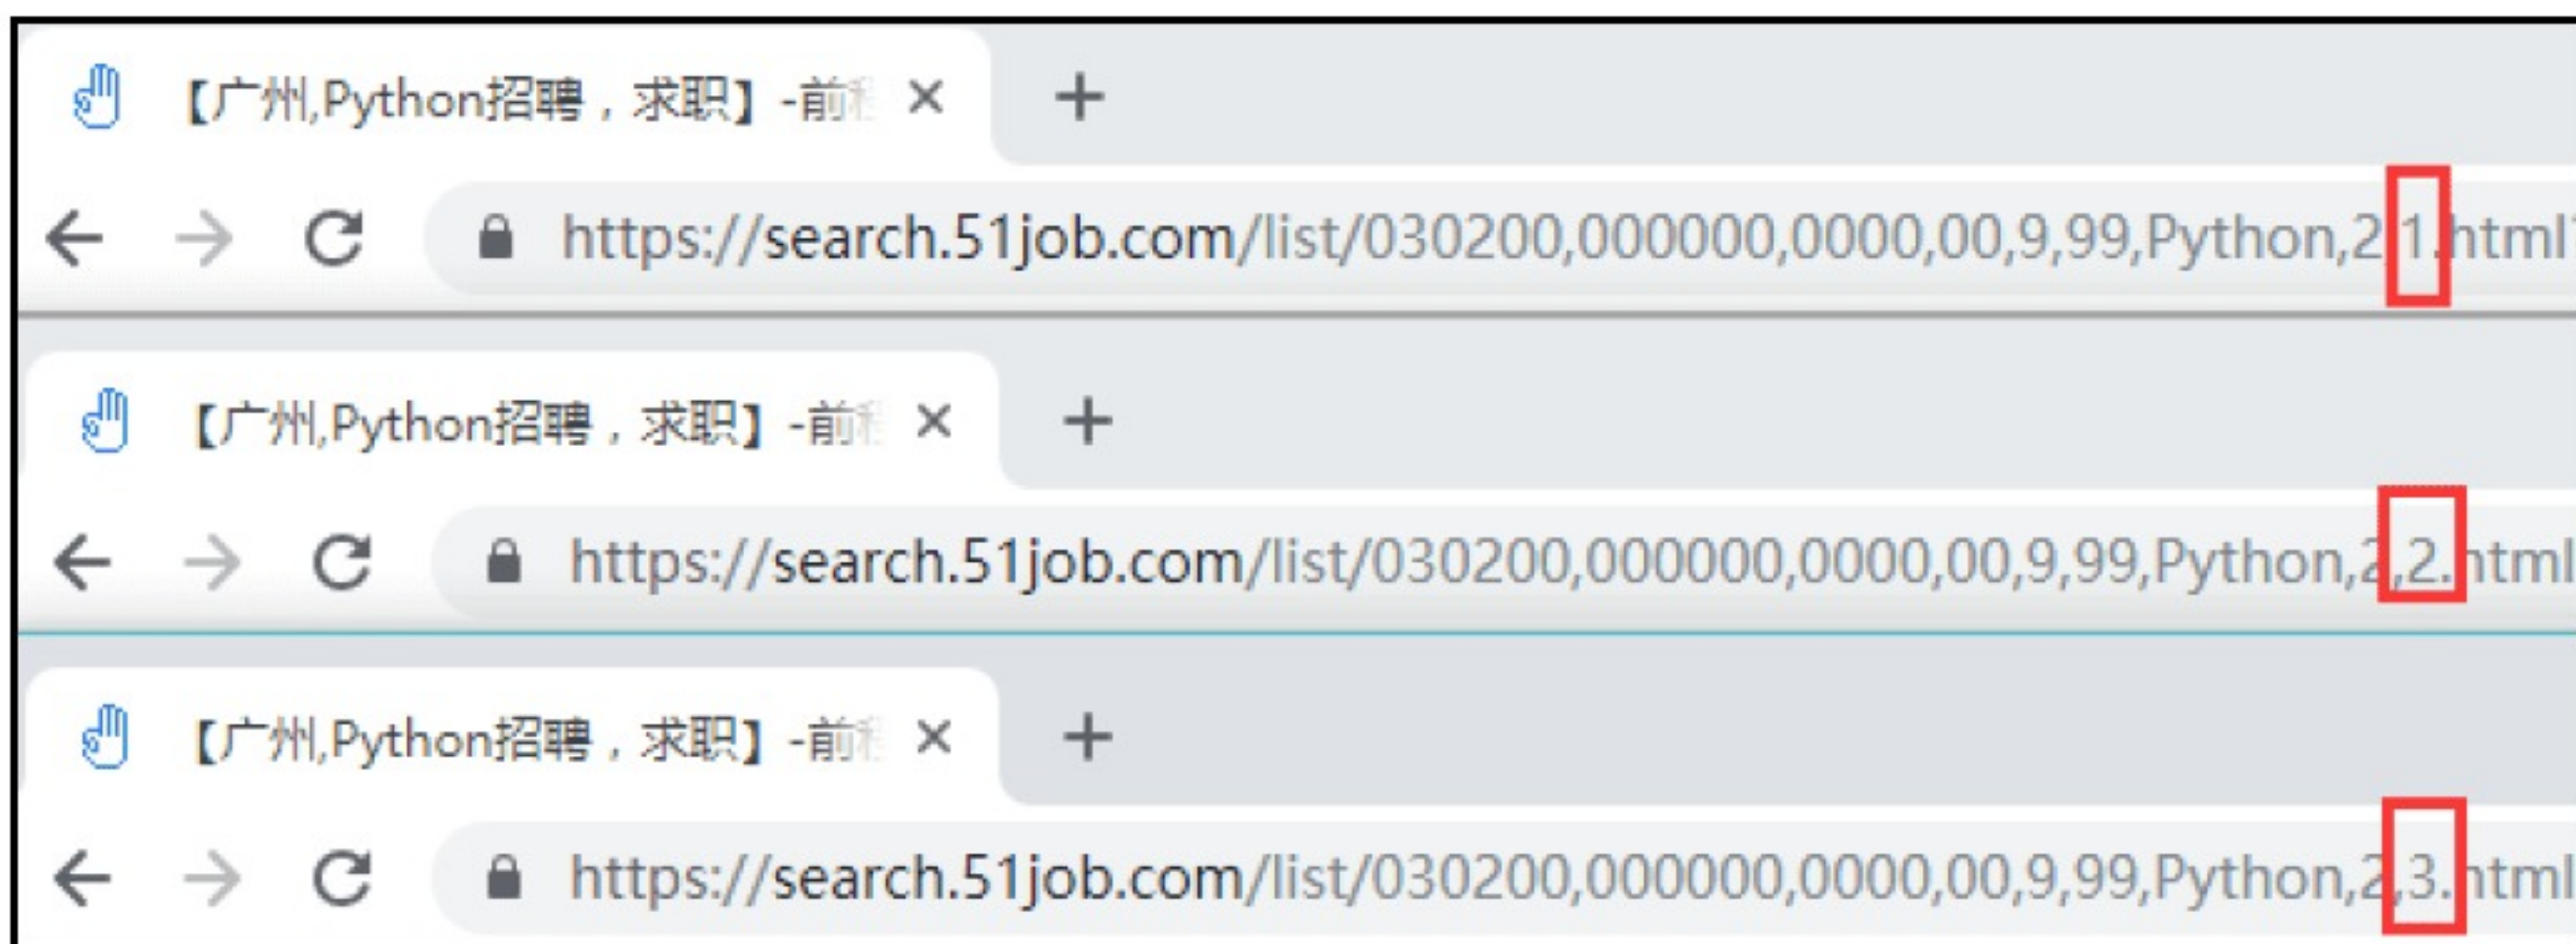 【广州,Python招聘，求职】-前程
https://search.51job.com/list/030200,000000,0000,00,9,99,Python,2,1.html?
【广州,Python招聘，求职】-前程
https://search.51job.com/list/030200,000000,0000,00,9,99,Python,2,2.html
【广州,Python招聘，求职】-前程
https://search.51job.com/list/030200,000000,0000,00,9,99,Python,2,3.html